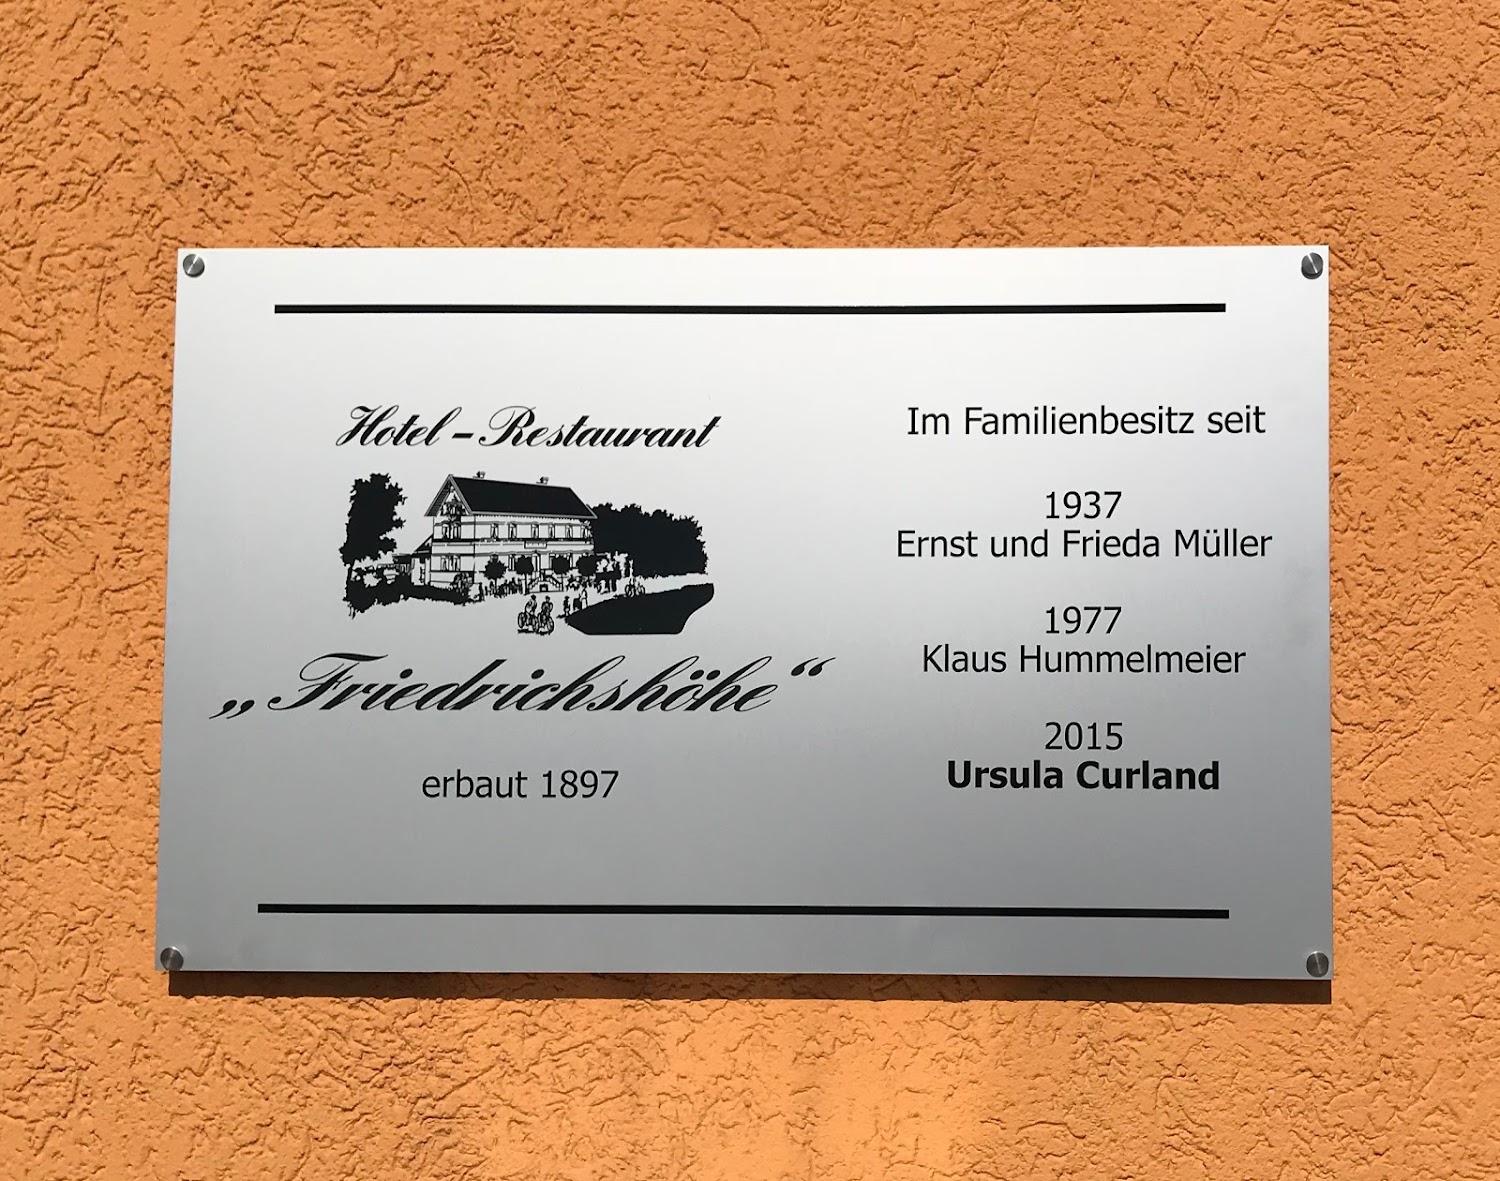 Hotel - Restaurant
„Friedrichshöhe“
erbaut 1897
Im Familienbesitz seit
1937
Ernst und Frieda Müller
1977
Klaus Hummelmeier
2015
Ursula Curland